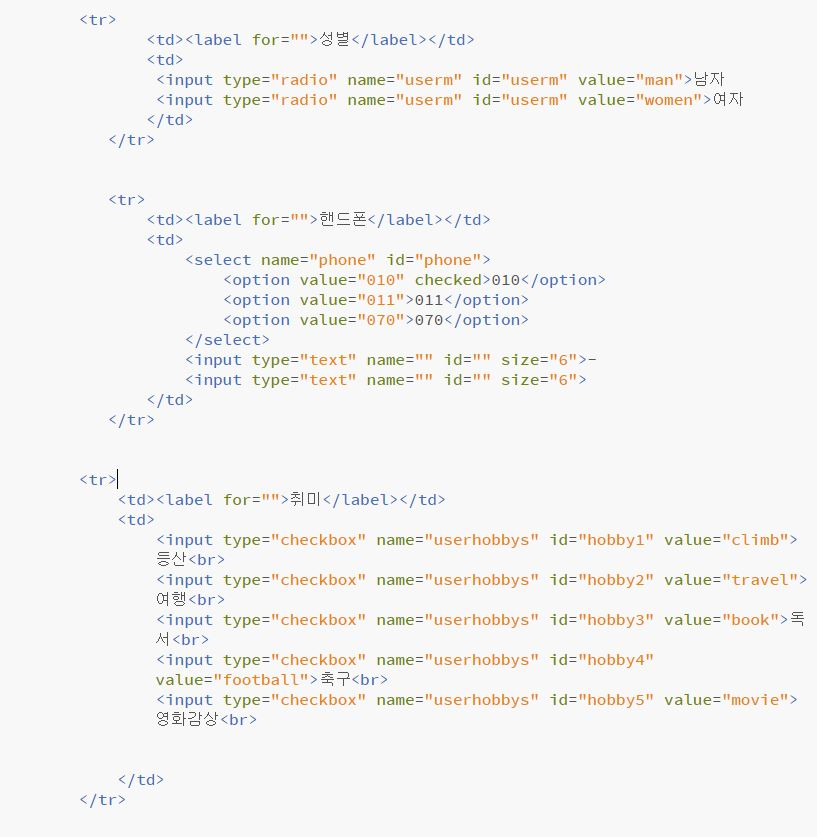 <tr>
<td><label for="">성별</label></td>
<td>
<input type="radio" name="userm" id="userm" value="man">남자
<input type="radio" name="userm" id="userm" value="women">여자
</td>
</tr>
<tr>
<td><label for="">핸드폰</label></td>
<td>
<select name="phone" id="phone">
<option value="010" checked>010</option>
<option value="011">011</option>
<option value="070">070</option>
</select>
<input type="text" name="" id="" size="6">-
<input type="text" name="" id="" size="6">
</td>
</tr>
<tr>
<td><label for="">취미</label></td>
<td>
<input type="checkbox" name="userhobbys" id="hobby1" value="climb">
등산<br>
<input type="checkbox" name="userhobbys" id="hobby2" value="travel">
여행<br>
<input type="checkbox" name="userhobbys" id="hobby3" value="book">독
서<br>
<input type="checkbox" name="userhobbys" id="hobby4"
value="football">축구<br>
<input type="checkbox" name="userhobbys" id="hobby5" value="movie">
영화감상<br>
</td>
</tr>